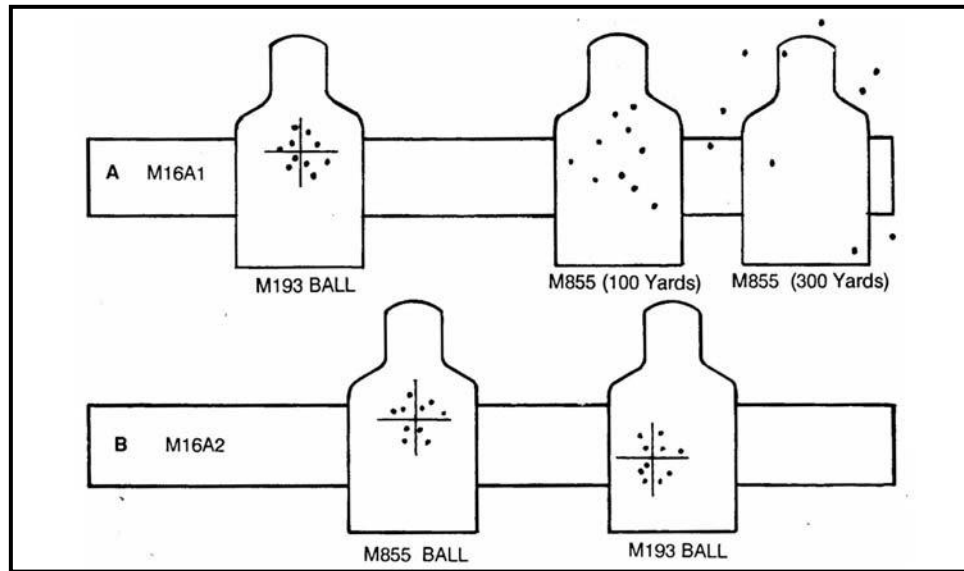 A M16A1
M193 BALL
M855 (100 Yards)
M855 (300 Yards)
B M16A2
M855 BALL
M193 BALL